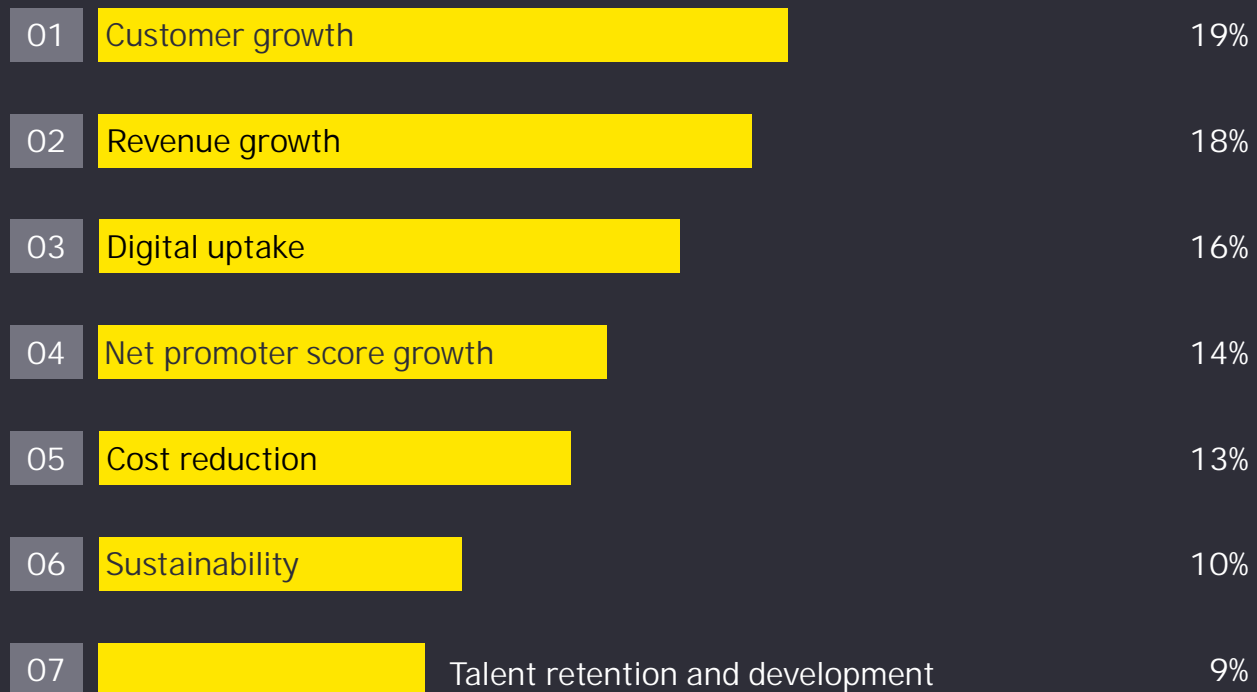 01 Customer growth 19%
02 Revenue growth 18%
03 Digital uptake 16%
04 Net promoter score growth 14%
05 Cost reduction 13%
06 Sustainability 10%
07 Talent retention and development 9%